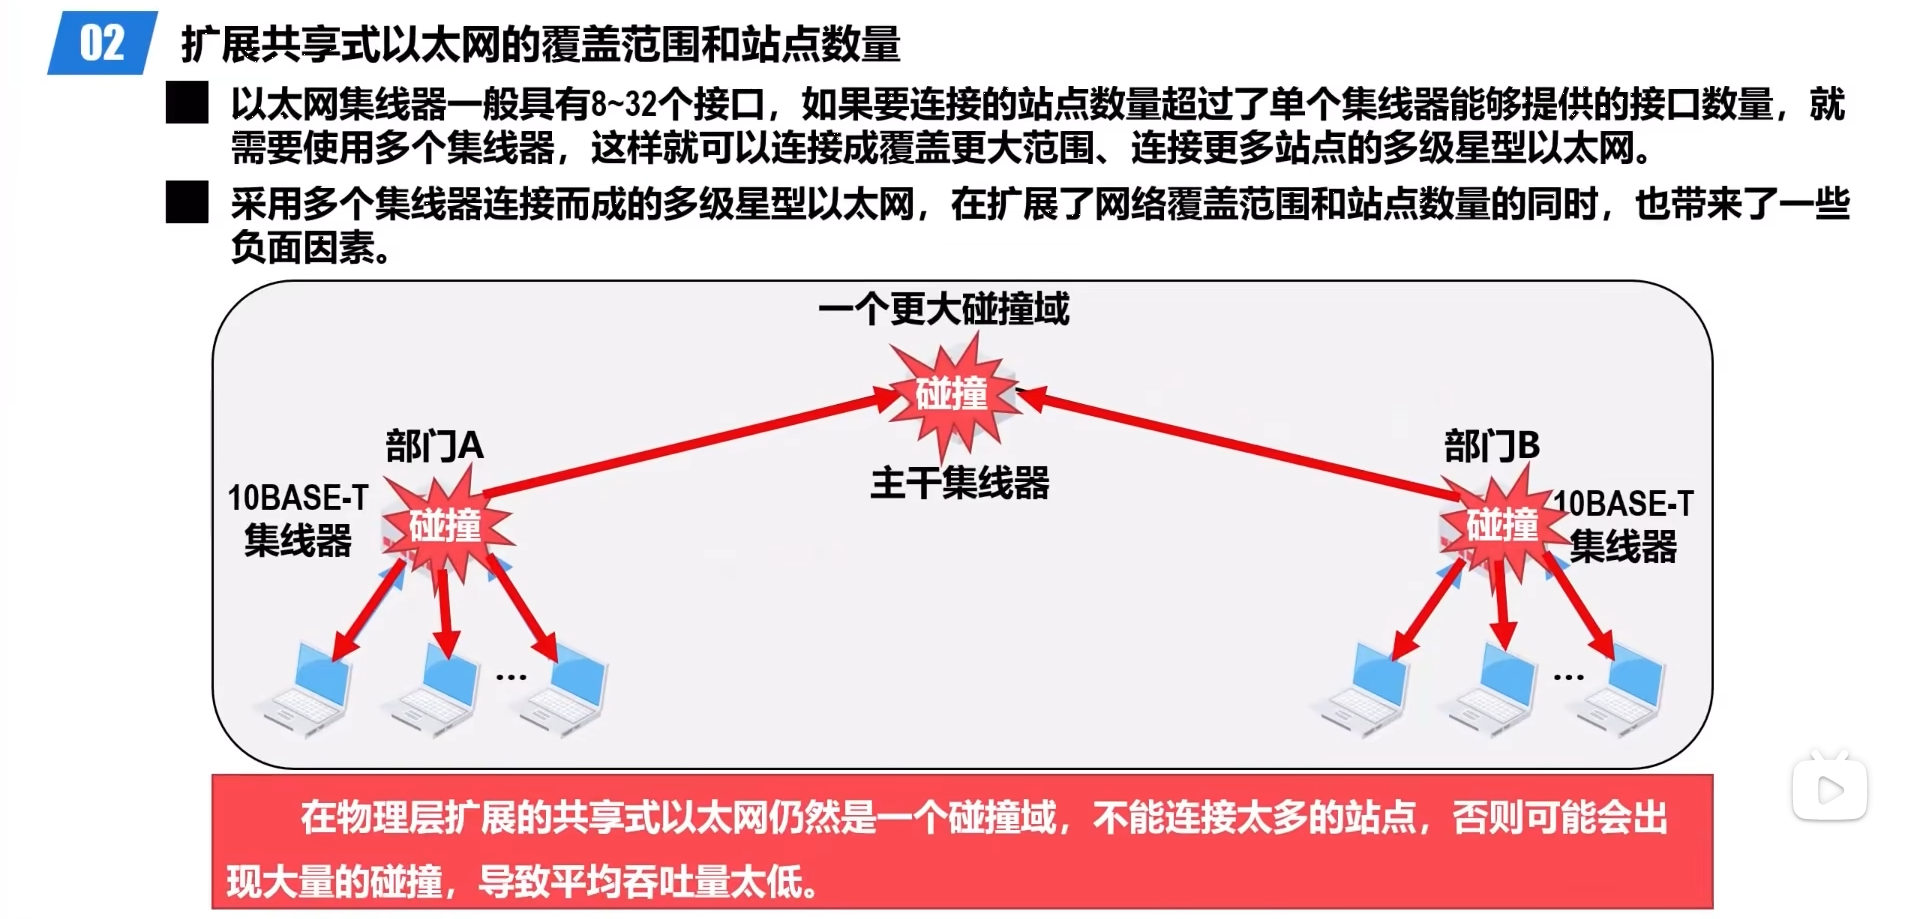 02
扩展共享式以太网的覆盖范围和站点数量
以太网集线器一般具有8~32个接口，如果要连接的站点数量超过了单个集线器能够提供的接口数量，就
需要使用多个集线器，这样就可以连接成覆盖更大范围、连接更多站点的多级星型以太网。
采用多个集线器连接而成的多级星型以太网，在扩展了网络覆盖范围和站点数量的同时，也带来了一些
负面因素。
一个更大碰撞域
碰撞
主干集线器
部门A
10BASE-T
集线器
碰撞
...
部门B
碰撞
10BASE-T
集线器
...
在物理层扩展的共享式以太网仍然是一个碰撞域，不能连接太多的站点，否则可能会出
现大量的碰撞，导致平均吞吐量太低。